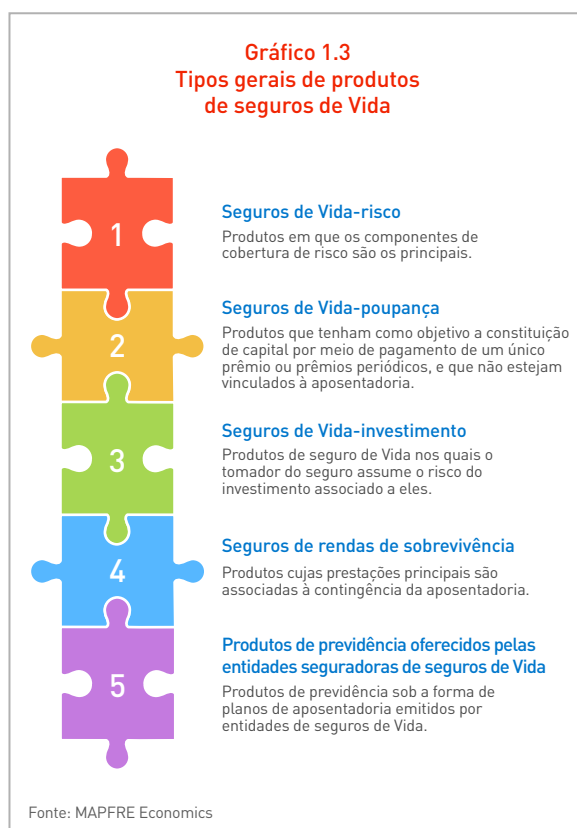 Gráfico 1.3
Tipos gerais de produtos
de seguros de Vida
1
Seguros de Vida-risco
Produtos em que os componentes de
cobertura de risco são os principais.
2
Seguros de Vida-poupança
Produtos que tenham como objetivo a constituição
de capital por meio de pagamento de um único
prêmio ou prêmios periódicos, e que não estejam
vinculados à aposentadoria.
3
Seguros de Vida-investimento
Produtos de seguro de Vida nos quais o
tomador do seguro assume o risco do
investimento associado a eles.
4
Seguros de rendas de sobrevivência
Produtos cujas prestações principais são
associadas à contingência da aposentadoria.
5
Produtos de previdência oferecidos pelas
entidades seguradoras de seguros de Vida
Produtos de previdência sob a forma de
planos de aposentadoria emitidos por
entidades de seguros de Vida.
Fonte: MAPFRE Economics